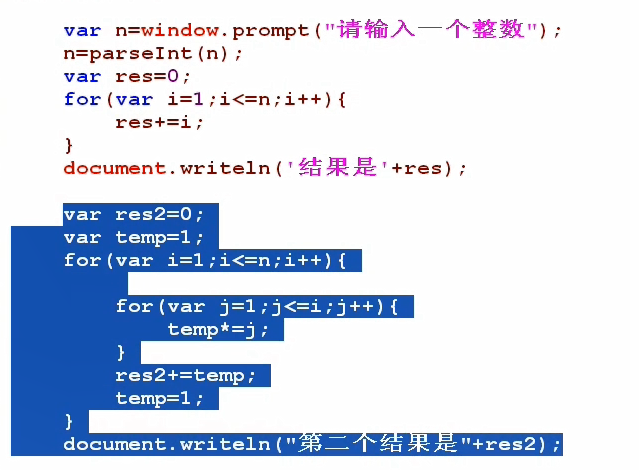 var n=window.prompt("请输入一个整数");
n=parseInt(n);
var res=0;
for(var i=1;i<=n;i++){
res+=i;
}
document.writeln('结果是'+res);
var res2=0;
var temp=1;
for(var i=1;i<=n;i++){
for(var j=1;j<=i;j++){
temp*=j;
}
res2+=temp;
temp=1;
}
document.writeln("第二个结果是"+res2);